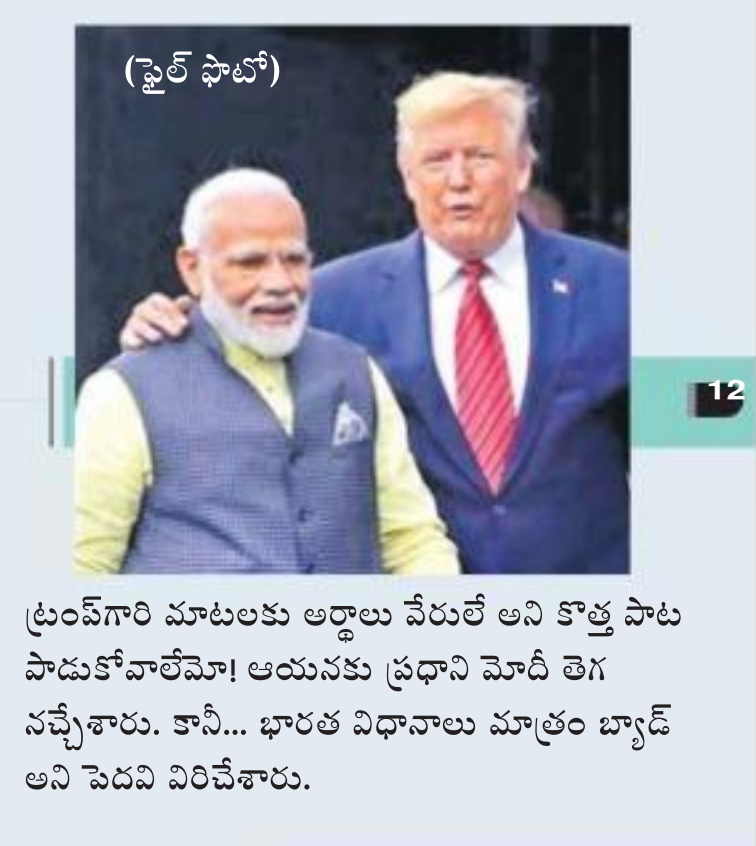 (ఫైల్ ఫొటో)
12
ట్రంప్‌గారి మాటలకు అర్థాలు వేరులే అని కొత్త పాట
పాడుకోవాలేమో! ఆయనకు ప్రధాని మోదీ తెగ
నచ్చేశారు. కానీ... భారత విధానాలు మాత్రం బ్యాడ్
అని పెదవి విరిచేశారు.